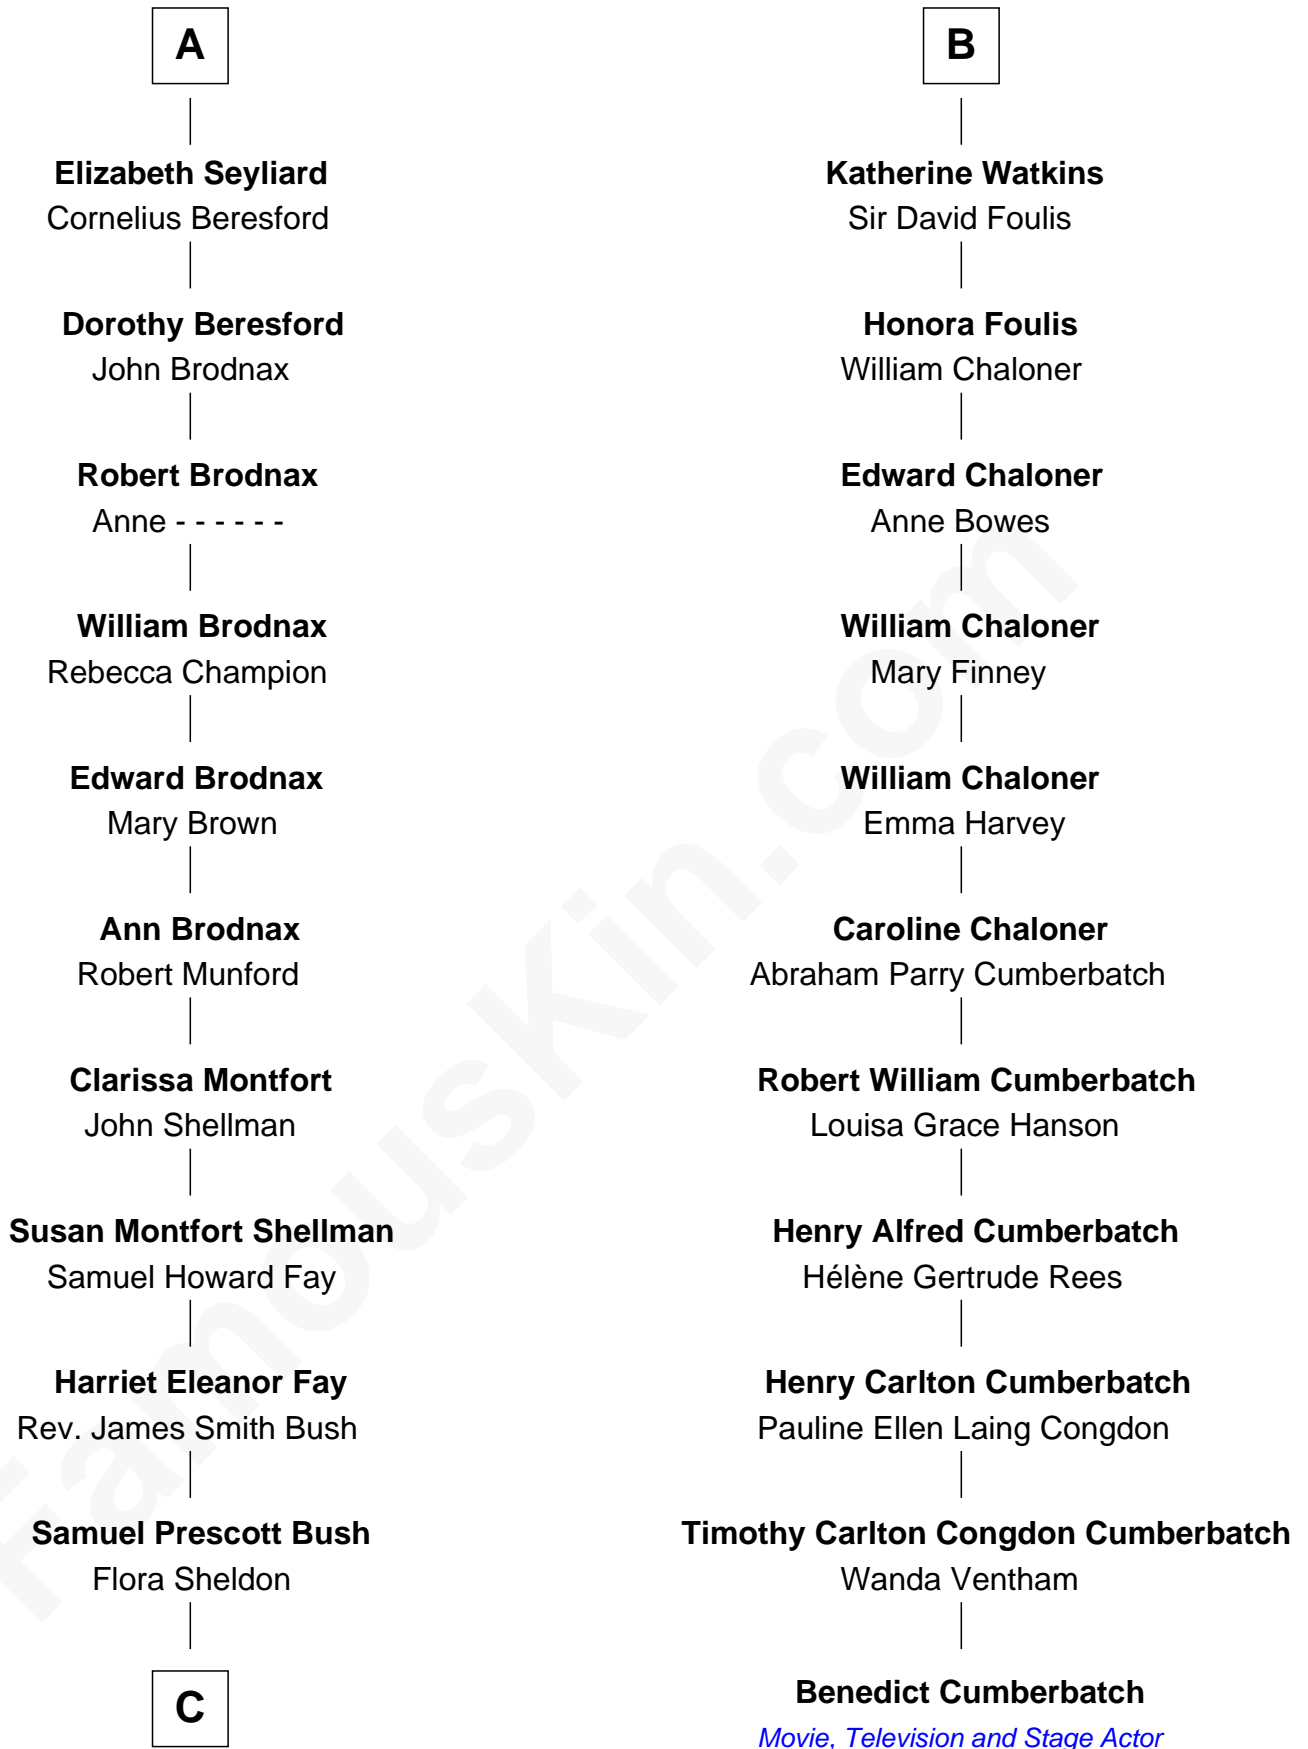 A
Elizabeth Seyliard
Cornelius Beresford
Dorothy Beresford
John Brodnax
Robert Brodnax
Anne - - - - - -
William Brodnax
Rebecca Champion
Edward Brodnax
Mary Brown
Ann Brodnax
Robert Munford
Clarissa Montfort
John Shellman
Susan Montfort Shellman
Samuel Howard Fay
Harriet Eleanor Fay
Rev. James Smith Bush
Samuel Prescott Bush
Flora Sheldon
C
B
Katherine Watkins
Sir David Foulis
Honora Foulis
William Chaloner
Edward Chaloner
Anne Bowes
William Chaloner
Mary Finney
William Chaloner
Emma Harvey
Caroline Chaloner
Abraham Parry Cumberbatch
Robert William Cumberbatch
Louisa Grace Hanson
Henry Alfred Cumberbatch
Hélène Gertrude Rees
Henry Carlton Cumberbatch
Pauline Ellen Laing Congdon
Timothy Carlton Congdon Cumberbatch
Wanda Ventham
Benedict Cumberbatch
Movie, Television and Stage Actor
FamousKin.com